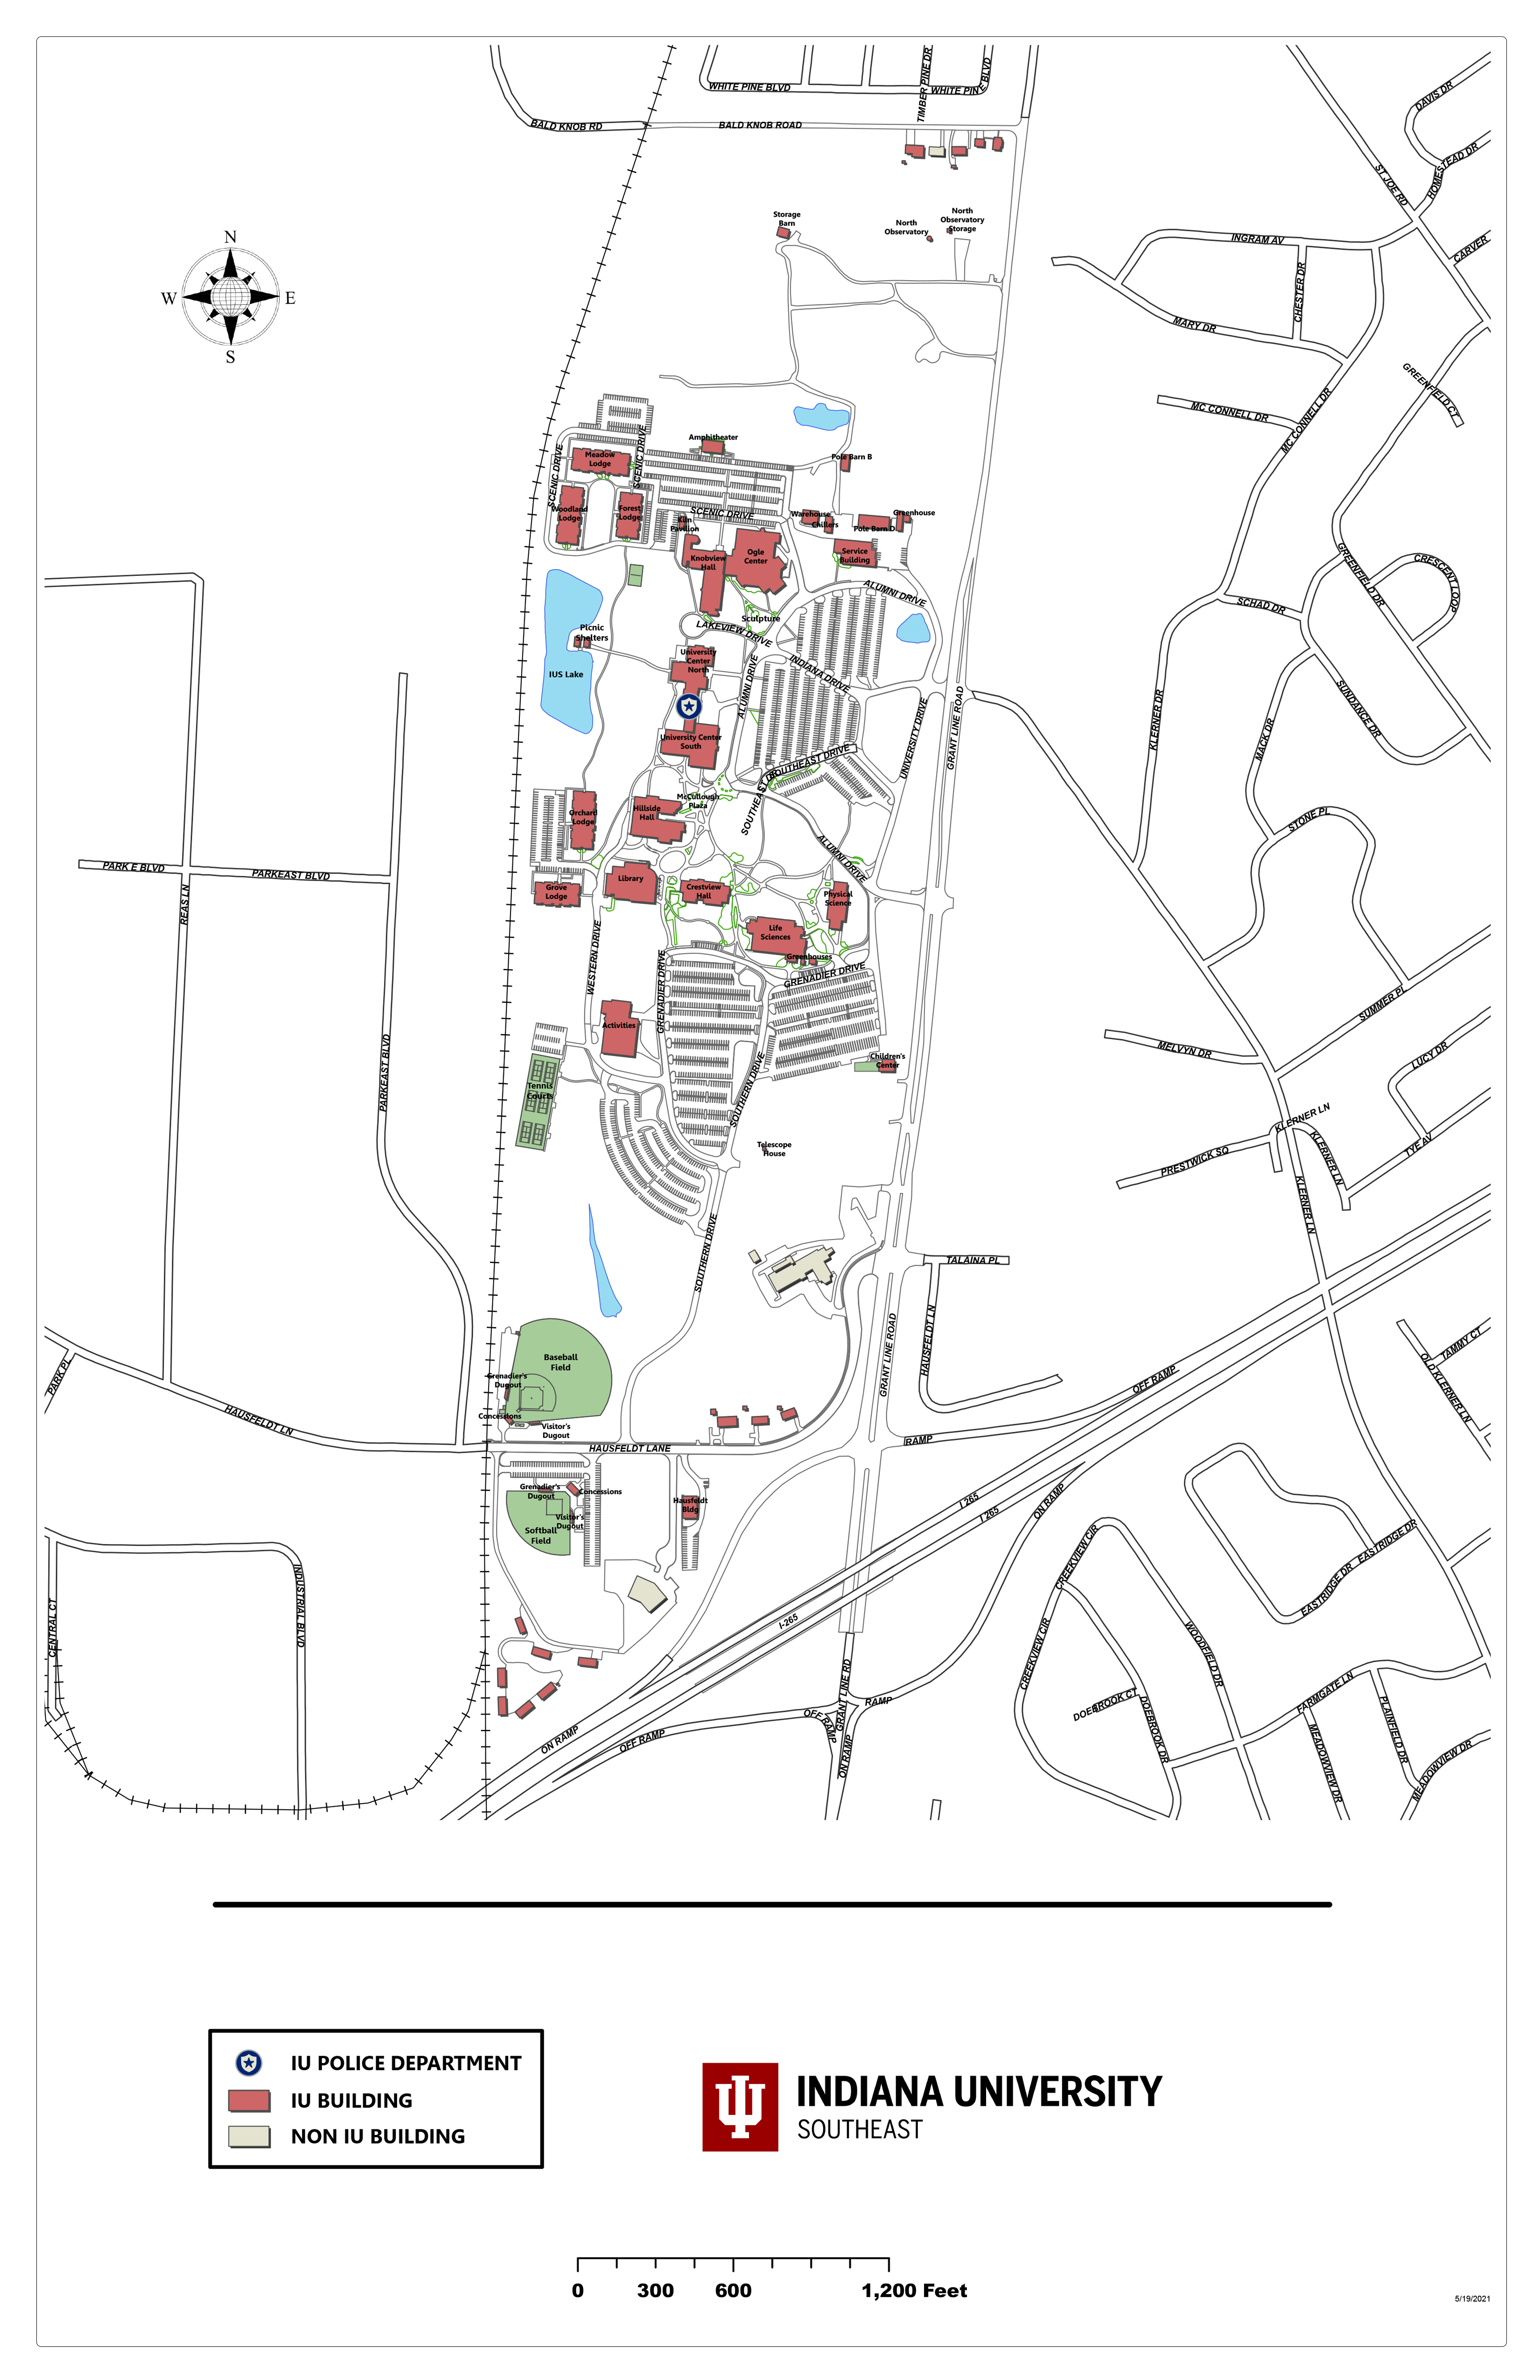 WHITE PINE BLVD
TIMBER PINE DR
WHITE PINE BLVD
BALD KNOB RD
BALD KNOB ROAD
DAVIS DR
HOMESTEAD DR
ST JOE RD
CARVER
Storage
Barn
North
Observatory
North
Observatory
Storage
INGRAM AV
CHESTER DR
MARY DR
N
W
E
S
GREENFIELD CT
MC CONNELL DR
MC CONNELL DR
Amphitheater
SCENIC DRIVE
SCENIC DRIVE
Meadow
Lodge
Pole Barn B
Woodland
Lodge
Forest
Lodge
SCENIC DRIVE
Kiln
Pavilion
Warehouse
Chillers
Pole Barn D
Greenhouse
Knobview
Hall
Ogle
Center
Service
Building
GREENFIELD DR
CRESCENT LOOP
SCHAD DR
ALUMNI DRIVE
Sculpture
LAKEVIEW DRIVE
Picnic
Shelters
IUS Lake
University
Center
North
INDIANA DRIVE
ALUMNI DRIVE
UNIVERSITY DRIVE
GRANT LINE ROAD
KLERNER DR
MACK DR
SUNDANCE DR
University Center
South
SOUTHEAST DRIVE
SOUTHEAST DR
McCullough
Plaza
Hillside
Hall
Orchard
Lodge
STONE PL
ALUMNI DRIVE
PARK E BLVD
PARKEAST BLVD
REAS LN
Grove
Lodge
Library
Crestview
Hall
Physical
Science
Life
Sciences
Greenhouses
GRENADIER DRIVE
WESTERN DRIVE
GRENADIER DRIVE
SUMMER PL
Activities
PARKEAST BLVD
MELVYN DR
LUCY DR
Children's
Center
Tennis
Courts
SOUTHERN DRIVE
KLERNER LN
KLERNER LN
TYE AV
PRESTWICK SQ
Telescope
House
KLERNER LN
SOUTHERN DRIVE
TALAINA PL
HAUSFELDT LN
GRANT LINE ROAD
TAMMY CT
OLD KLERNER LN
Baseball
Field
Grenadier's
Dugout
PARK PL
OFF RAMP
HAUSFELDT LN
Concessions
Visitor's
Dugout
HAUSFELDT LANE
RAMP
Grenadier's
Dugout
Concessions
Hausfeldt
Bldg
Visitor's
Dugout
Softball
Field
I 265
I 265
ON RAMP
EASTRIDGE DR
EASTRIDGE DR
CREEKVIEW CIR
CENTRAL CT
INDUSTRIAL BLVD
I-265
CREEKVIEW CIR
WOODFIELD DR
GRANT LINE RD
RAMP
OFF RAMP
ON RAMP
ON RAMP
OFF RAMP
DOEBROOK CT
DOEBROOK DR
FARMGATE LN
MEADOWVIEW DR
PLAINFIELD DR
MEADOWVIEW DR
IU POLICE DEPARTMENT
IU BUILDING
NON IU BUILDING
INDIANA UNIVERSITY
SOUTHEAST
0 300 600 1,200 Feet
5/19/2021